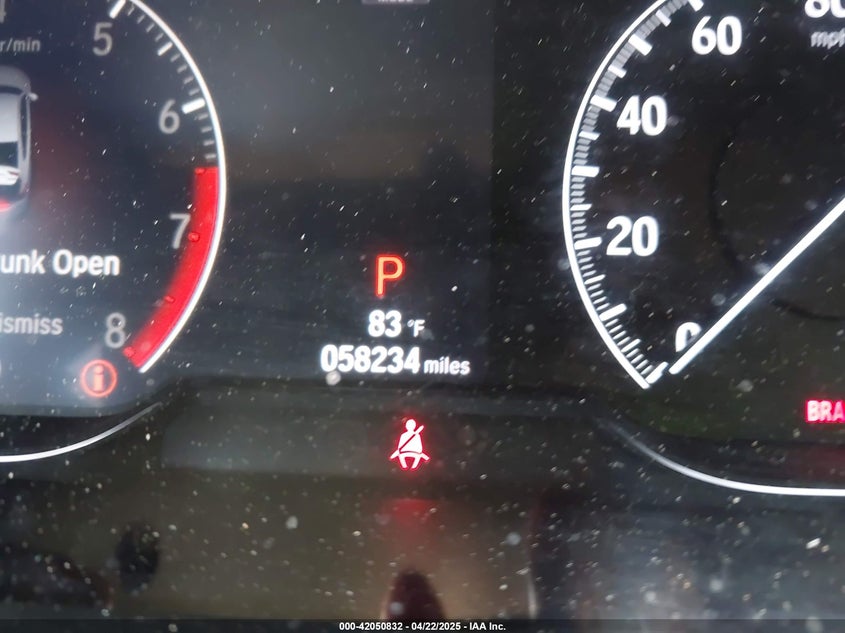 5
r/min
6
7
unk Open
ismiss
8
P
83 °F
058234 miles
60
mph
40
20
0
BRA
000-42050832 - 04/22/2025 - IAA Inc.